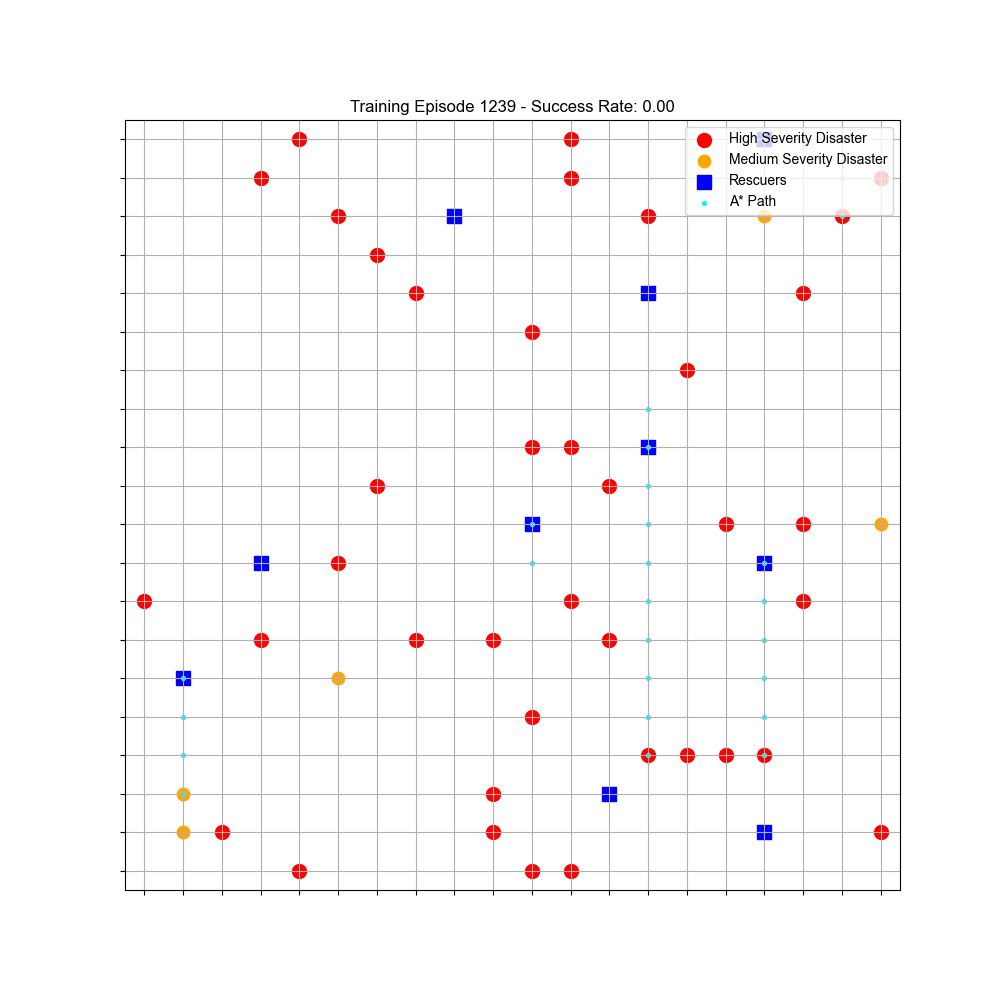 Training Episode 1239 - Success Rate: 0.00
High Severity Disaster
Medium Severity Disaster
Rescuers
A* Path